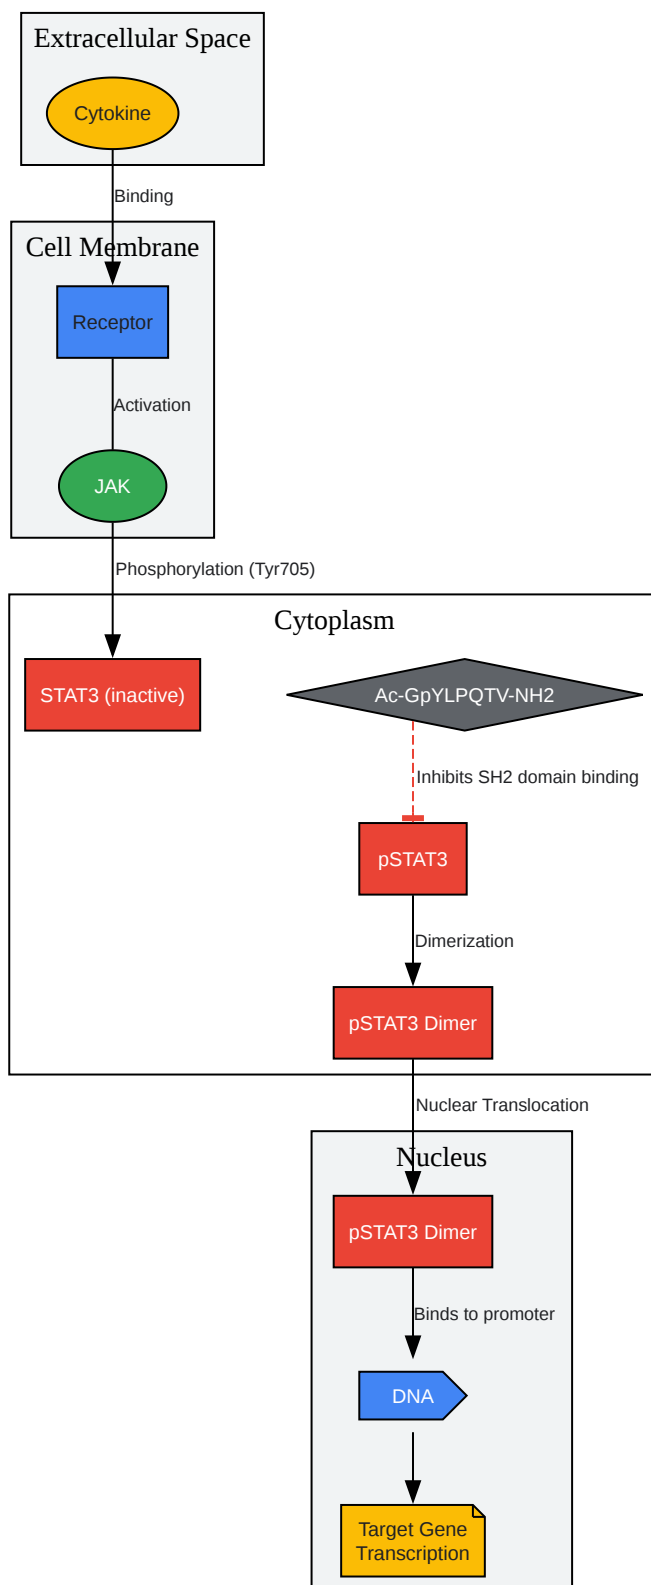 Extracellular Space
Cytokine
Binding
Cell Membrane
Receptor
Activation
JAK
Phosphorylation (Tyr705)
Cytoplasm
STAT3 (inactive)
Ac-GpYLPQTV-NH2
Inhibits SH2 domain binding
pSTAT3
Dimerization
pSTAT3 Dimer
Nuclear Translocation
Nucleus
pSTAT3 Dimer
Binds to promoter
DNA
Target Gene
Transcription